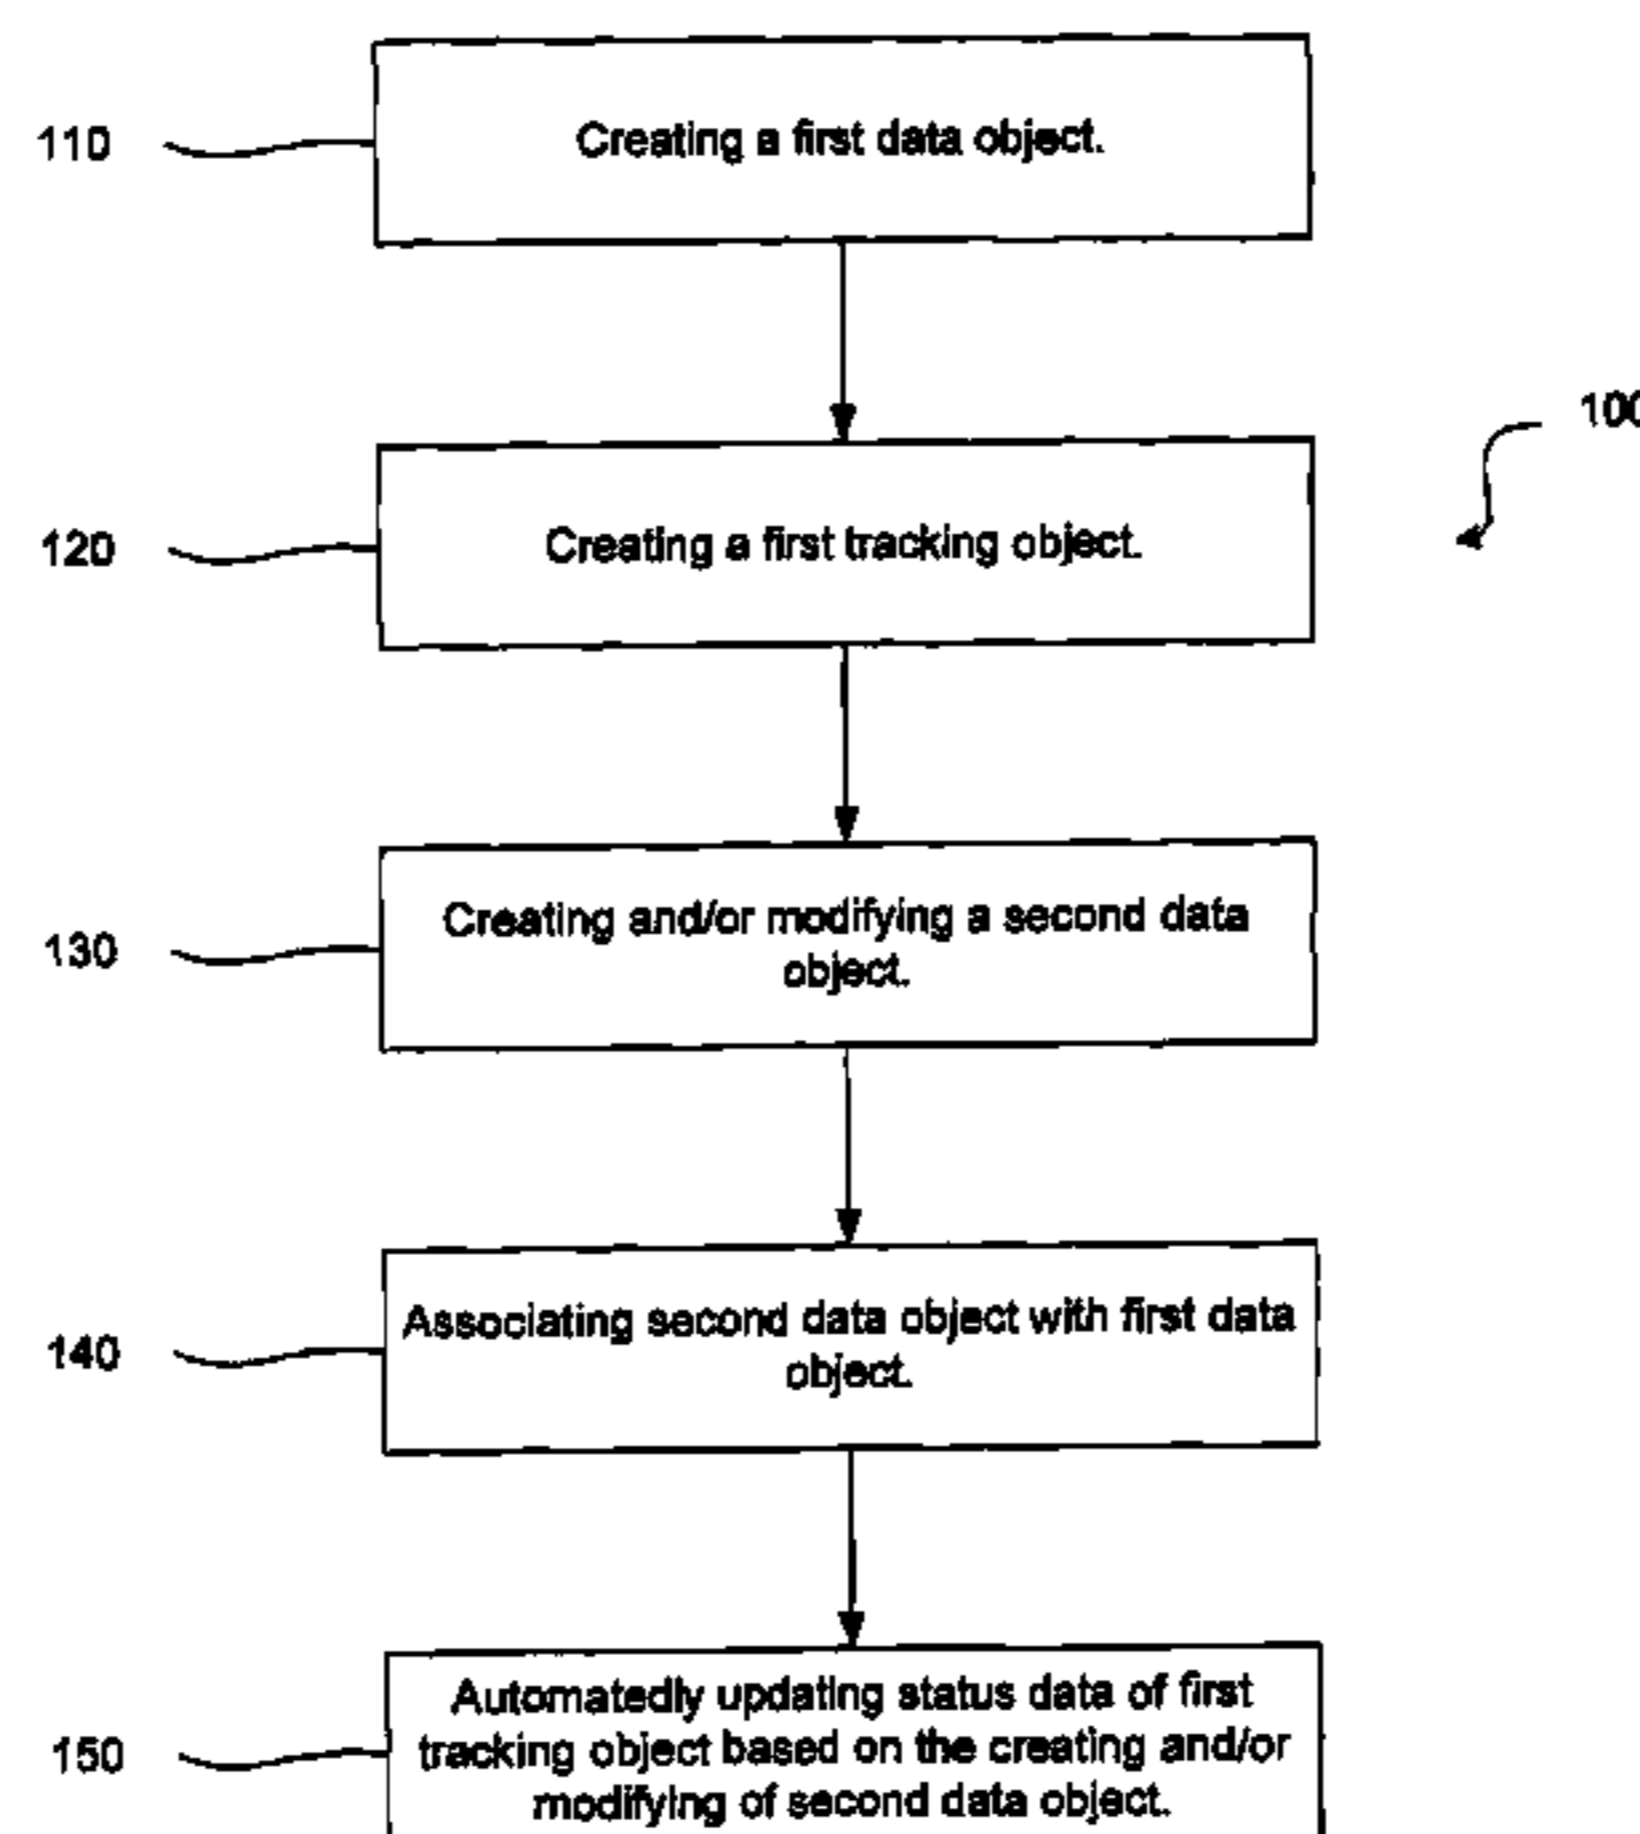 110
Creating a first data object.
100
120
Creating a first tracking object.
130
Creating and/or modifying a second data
object.
140
Associating second data object with first data
object.
150
Automatedly updating status data of first
tracking object based on the creating and/or
modifying of second data object.